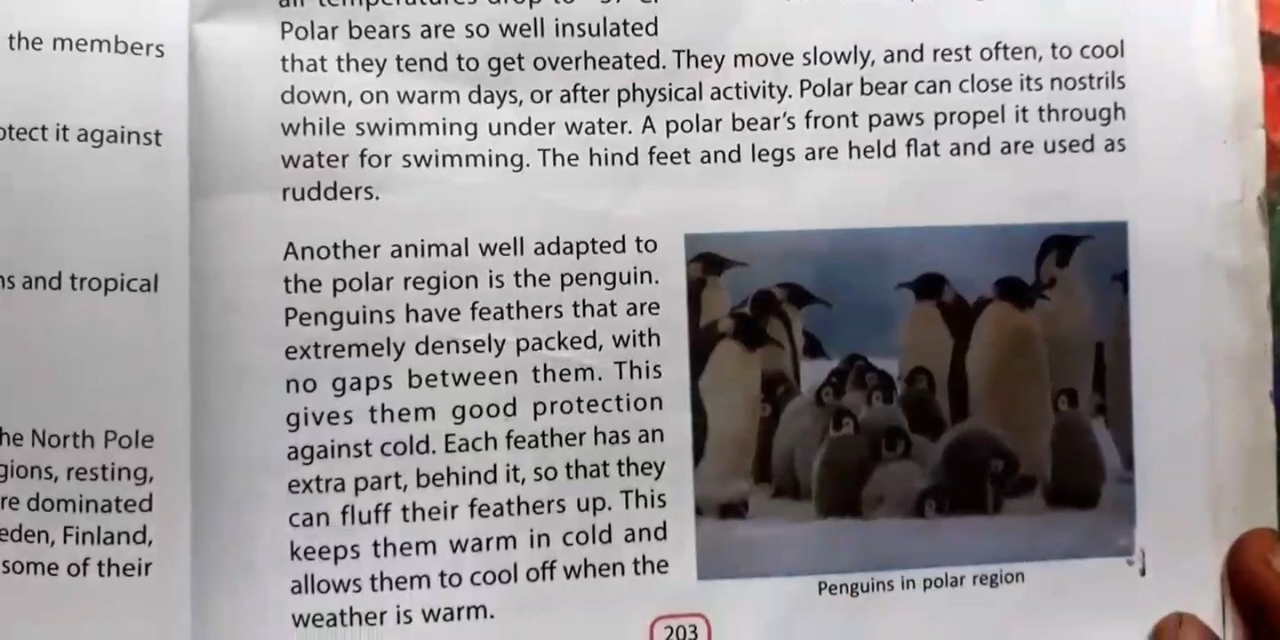 the members
otect it against
ns and tropical
he North Pole
gions, resting,
re dominated
eden, Finland,
some of their
Polar bears are so well insulated
that they tend to get overheated. They move slowly, and rest often, to cool
down, on warm days, or after physical activity. Polar bear can close its nostrils
while swimming under water. A polar bear's front paws propel it through
water for swimming. The hind feet and legs are held flat and are used as
rudders.
Another animal well adapted to
the polar region is the penguin.
Penguins have feathers that are
extremely densely packed, with
no gaps between them. This
gives them good protection
against cold. Each feather has an
extra part, behind it, so that they
can fluff their feathers up. This
keeps them warm in cold and
allows them to cool off when the
weather is warm.
Penguins in polar region
203